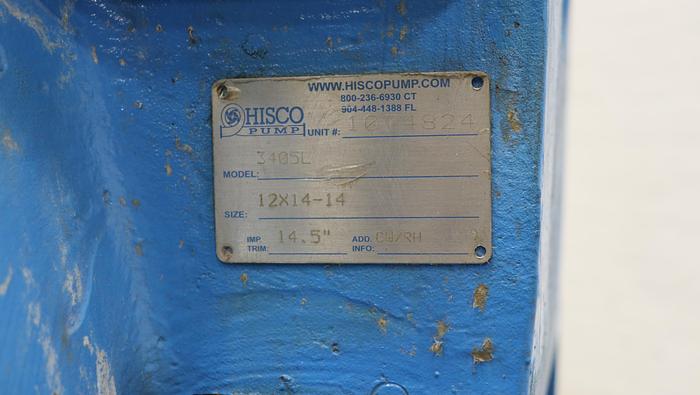 WWW.HISCOPUMP.COM
800-236-6930 CT
904-448-1388 FL
HISCO
PUMP
UNIT #:
MODEL: 3405L
SIZE: 12X14-14
IMP. TRIM: 14.5"
ADD. INFO: CW/RH